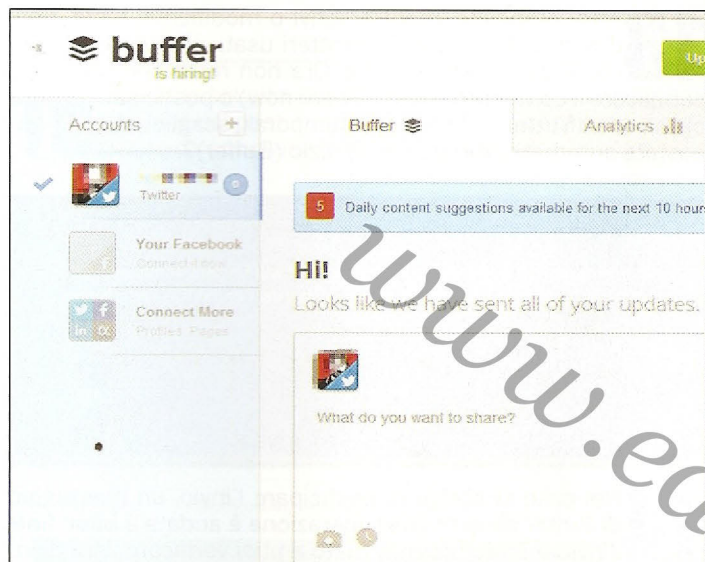 buffer
is hiring!
Up
Accounts +
Buffer
Analytics
Twitter
0
Your Facebook
Connect More
Profiles, Pages
5 Daily content suggestions available for the next 10 hours
Hi!
Looks like we have sent all of your updates.
What do you want to share?
www.ed